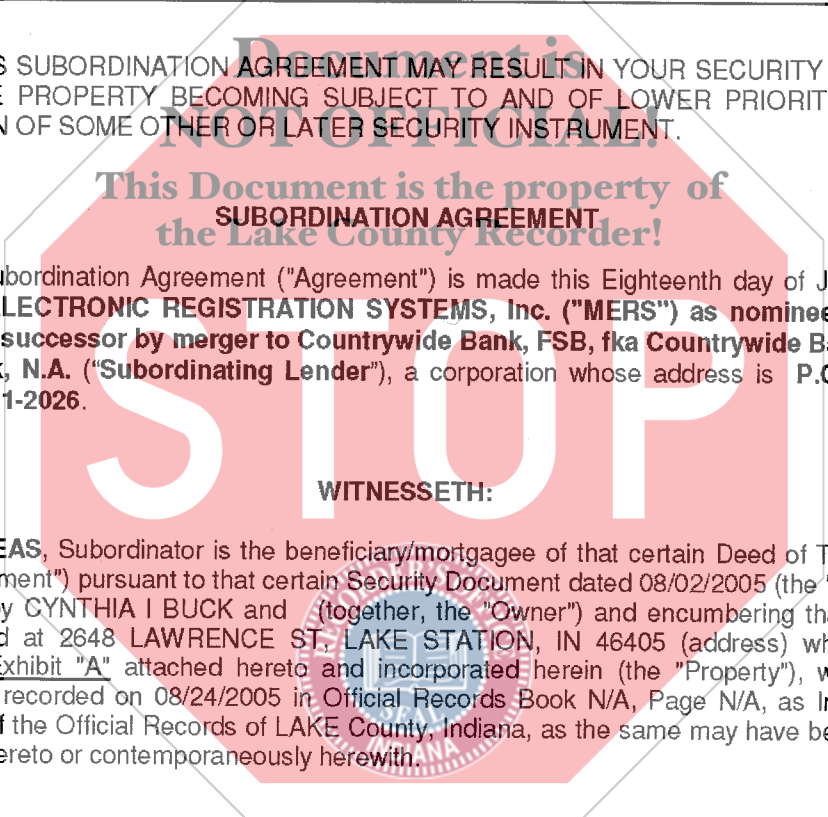 Document is
S SUBORDINATION AGREEMENT MAY RESULT IN YOUR SECURITY
E PROPERTY BECOMING SUBJECT TO AND OF LOWER PRIORIT
N OF SOME OTHER OR LATER SECURITY INSTRUMENT.
NOT OFFICIAL!
This Document is the property of
SUBORDINATION AGREEMENT
the Lake County Recorder!
ubordination Agreement ("Agreement") is made this Eighteenth day of J
LECTRONIC REGISTRATION SYSTEMS, Inc. ("MERS") as nominee
successor by merger to Countrywide Bank, FSB, fka Countrywide Ba
, N.A. ("Subordinating Lender"), a corporation whose address is P.O
1-2026.
STOP
WITNESSETH:
EAS, Subordinator is the beneficiary/mortgagee of that certain Deed of T
ment") pursuant to that certain Security Document dated 08/02/2005 (the "
y CYNTHIA I BUCK and (together, the "Owner") and encumbering tha
d at 2648 LAWRENCE ST, LAKE STATION, IN 46405 (address) wh
Exhibit "A" attached hereto and incorporated herein (the "Property"), w
recorded on 08/24/2005 in Official Records Book N/A, Page N/A, as In
f the Official Records of LAKE County, Indiana, as the same may have be
ereto or contemporaneously herewith.
SEAL
INDIANA